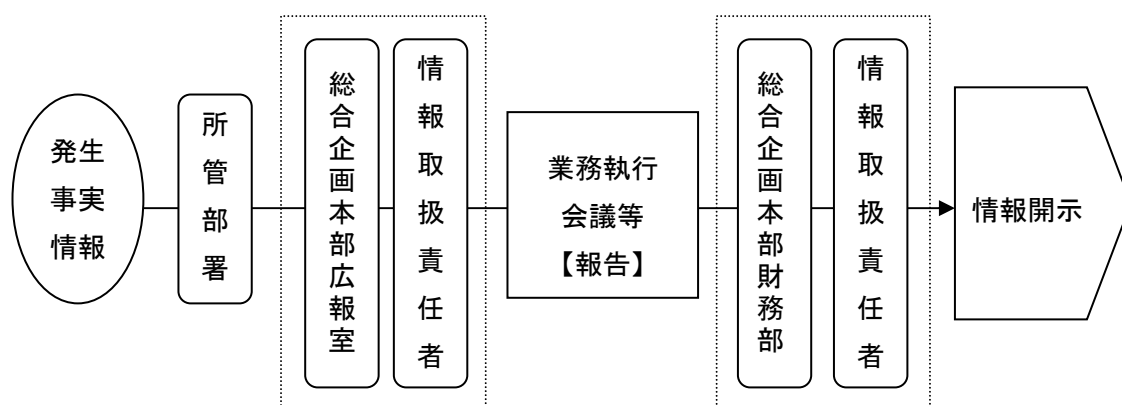 発生
事実
情報
所管部署
総合企画本部広報室
情報取扱責任者
業務執行
会議等
【報告】
総合企画本部財務部
情報取扱責任者
情報開示